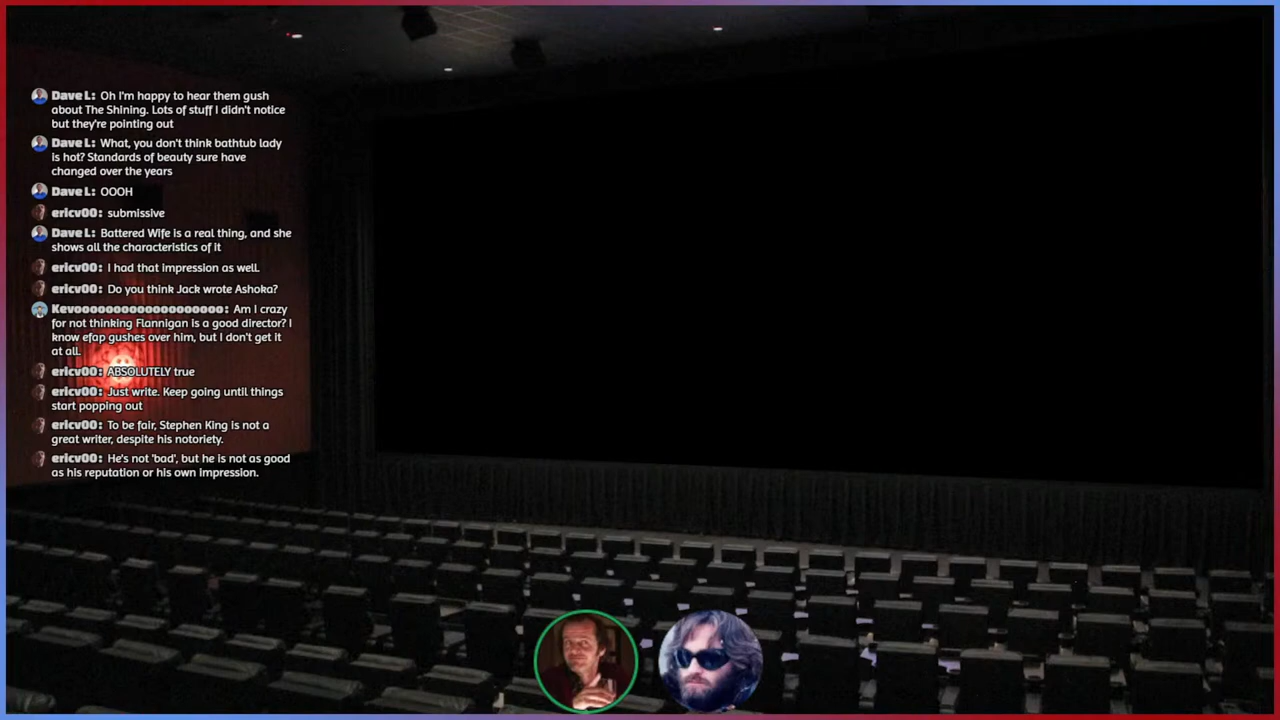 Dave L: Oh I'm happy to hear them gush
about The Shining. Lots of stuff I didn't notice
but they're pointing out
Dave L: What, you don't think bathtub lady
is hot? Standards of beauty sure have
changed over the years
Dave L: OOOH
ericv00: submissive
Dave L: Battered Wife is a real thing, and she
shows all the characteristics of it
ericv00: I had that impression as well.
ericv00: Do you think Jack wrote Ashoka?
Kevoooooooooooooooooooo: Am i crazy
for not thinking Flannigan is a good director? I
know efap gushes over him, but I don't get it
at all.
ericv00: ABSOLUTELY true
ericv00: Just write. Keep going until things
start popping out
ericv00: To be fair, Stephen King is not a
great writer, despite his notoriety.
ericv00: He's not 'bad', but he is not as good
as his reputation or his own impression.